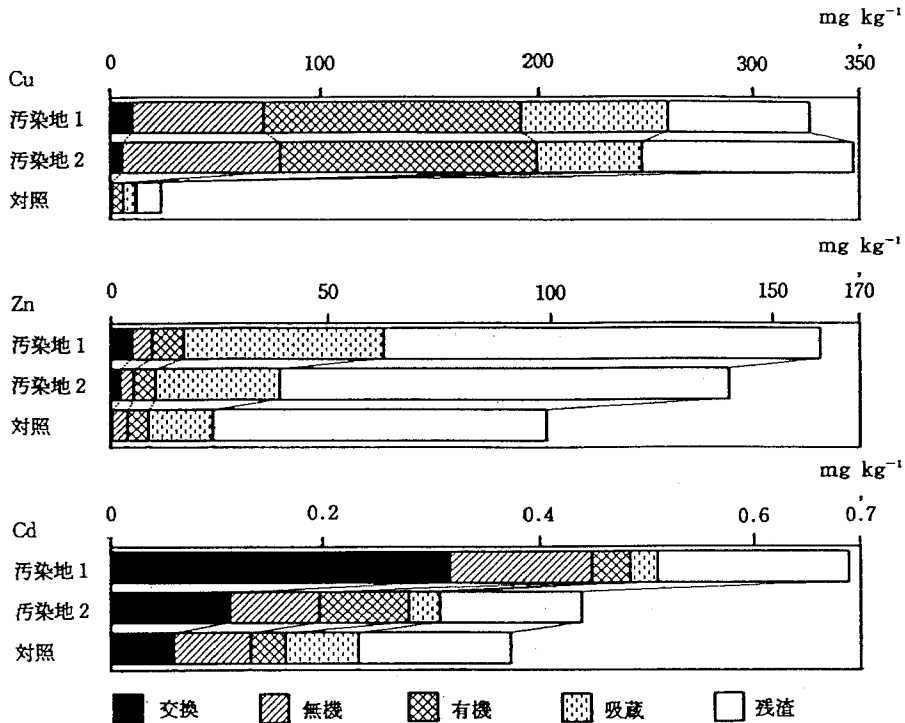 mg kg⁻¹
0 100 200 300 350
Cu
汚染地1
汚染地2
対照
mg kg⁻¹
0 50 100 150 170
Zn
汚染地1
汚染地2
対照
mg kg⁻¹
0 0.2 0.4 0.6 0.7
Cd
汚染地1
汚染地2
対照
交換 無機 有機 吸蔵 残渣